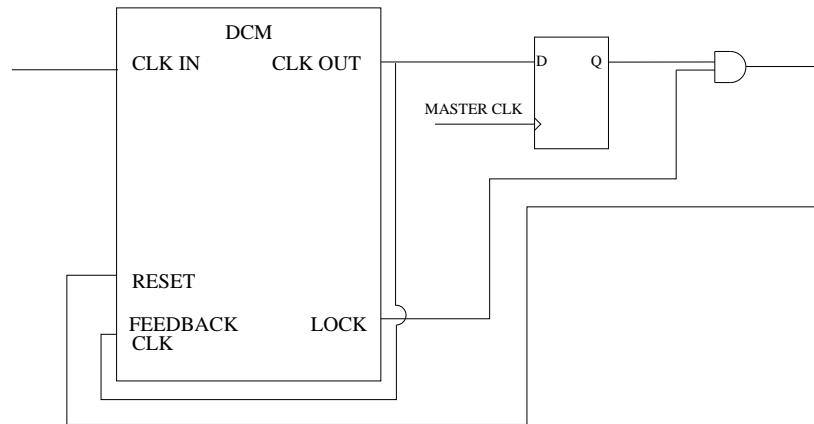 DCM
CLK IN
CLK OUT
D
Q
MASTER CLK
RESET
FEEDBACK
CLK
LOCK